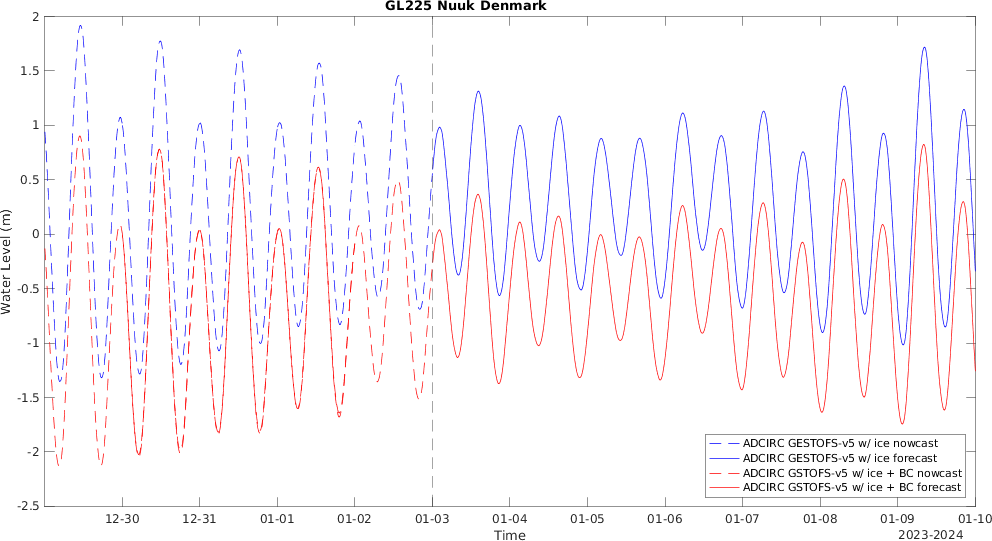 GL225 Nuuk Denmark
Water Level (m)
2
1.5
1
0.5
0
-0.5
-1
-1.5
-2
-2.5
ADCIRC GESTOFS-v5 w/ ice nowcast
ADCIRC GESTOFS-v5 w/ ice forecast
ADCIRC GSTOFS-v5 w/ ice + BC nowcast
ADCIRC GSTOFS-v5 w/ ice + BC forecast
12-30 12-31 01-01 01-02 01-03 01-04 01-05 01-06 01-07 01-08 01-09 01-10
Time
2023-2024